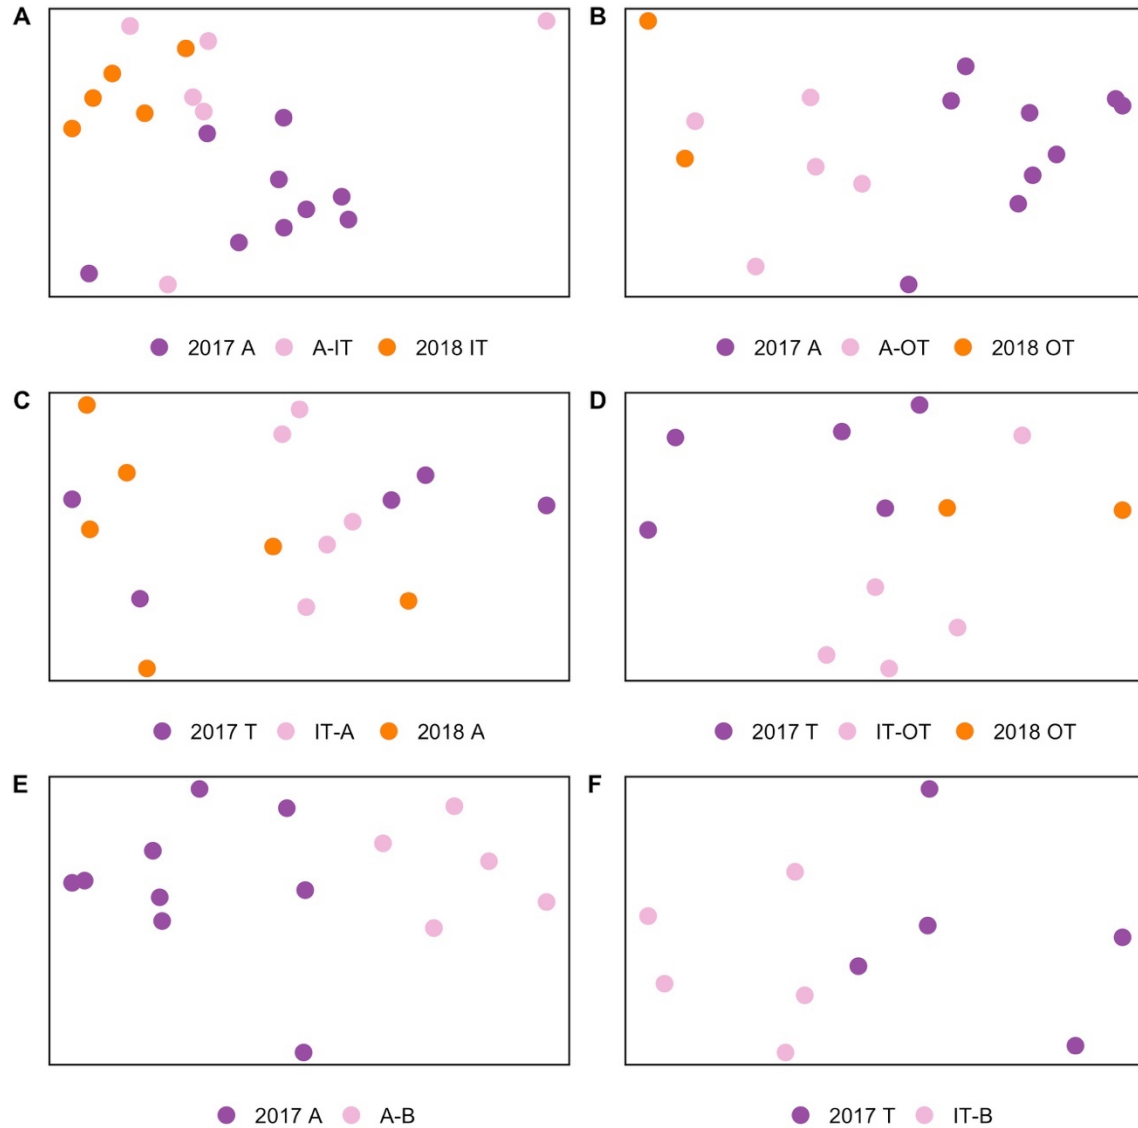 A
B
2017 A A-IT 2018 IT
2017 A A-OT 2018 OT
C
D
2017 T IT-A 2018 A
2017 T IT-OT 2018 OT
E
F
2017 A A-B
2017 T IT-B